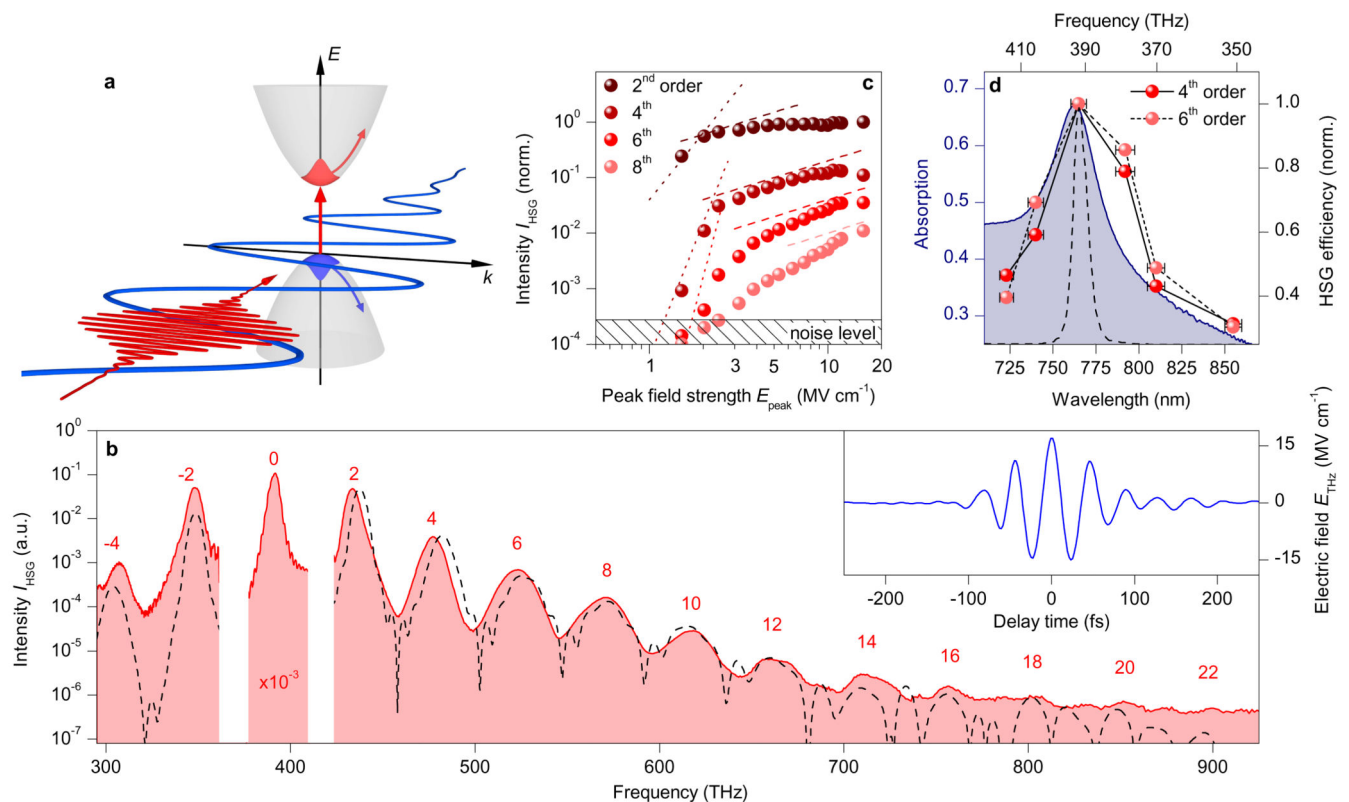 a
E
k
c
2nd order
4th
6th
8th
Intensity IHSG (norm.)
10^0
10^-1
10^-2
10^-3
10^-4
noise level
1
3
10
20
Peak field strength Epeak (MV cm^-1)
Frequency (THz)
410
390
370
350
d
4th order
6th order
Absorption
0.7
0.6
0.5
0.4
0.3
HSG efficiency (norm.)
1.0
0.8
0.6
0.4
725
750
775
800
825
850
Wavelength (nm)
b
Intensity IHSG (a.u.)
10^0
10^-1
10^-2
10^-3
10^-4
10^-5
10^-6
10^-7
-4
-2
0
2
4
6
8
10
12
14
16
18
20
22
x10^-3
300
400
500
600
700
800
900
Frequency (THz)
Electric field ETHz (MV cm^-1)
15
0
-15
-200
-100
0
100
200
Delay time (fs)